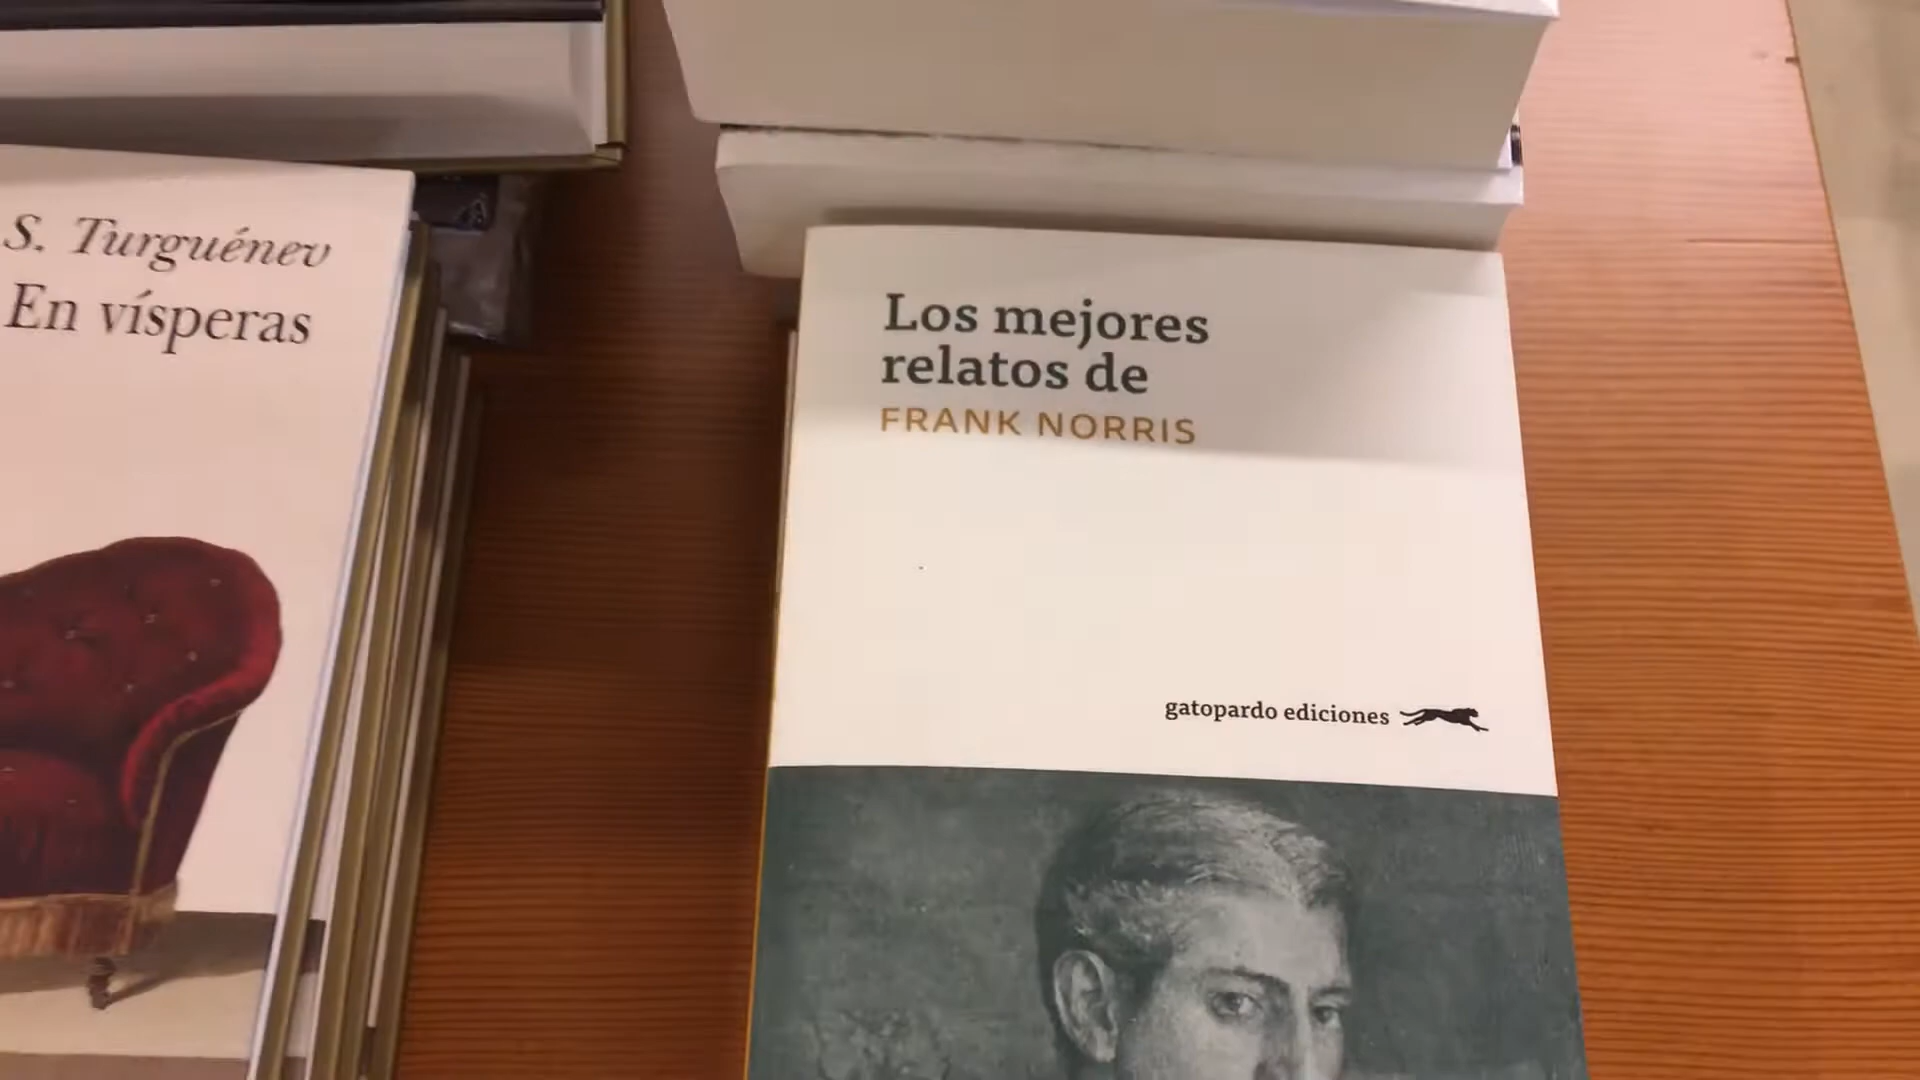 S. Turguénev
En vísperas
Los mejores
relatos de
FRANK NORRIS
gatopardo ediciones